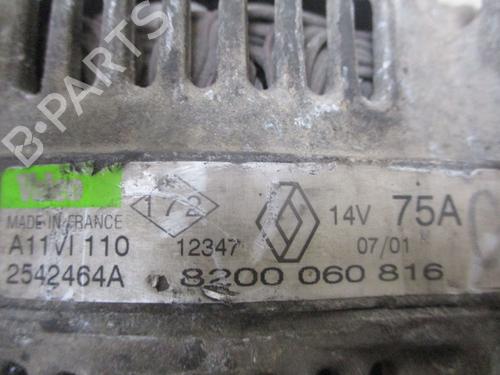 B-PARTS
Valeo
172
14V 75A
MADE IN FRANCE
A11VI 110
12347
07/01
2542464A
8200 060 816